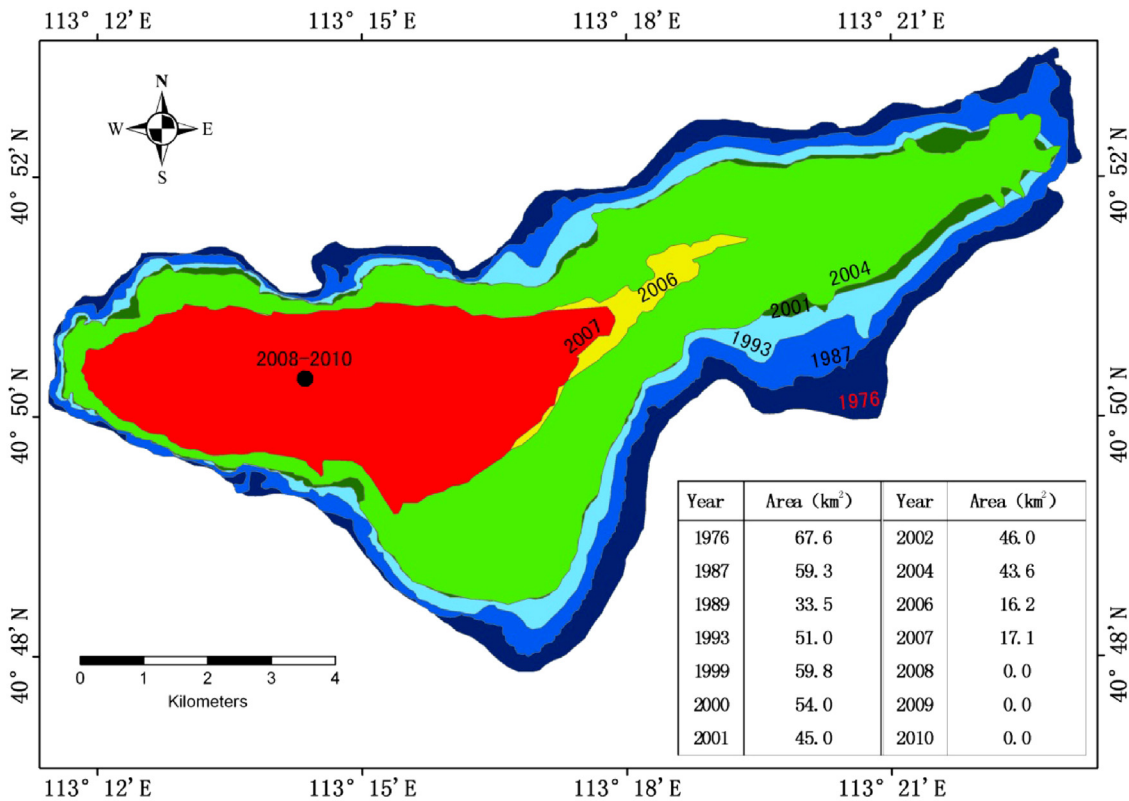 113° 12′ E 113° 15′ E 113° 18′ E 113° 21′ E
N
W E
S
40° 52′ N
40° 52′ N
2006
2004
2001
2007
1993
1987
2008-2010
1976
40° 50′ N
40° 50′ N
Year Area (km²) Year Area (km²)
1976 67.6 2002 46.0
1987 59.3 2004 43.6
1989 33.5 2006 16.2
1993 51.0 2007 17.1
1999 59.8 2008 0.0
2000 54.0 2009 0.0
2001 45.0 2010 0.0
40° 48′ N
40° 48′ N
0 1 2 3 4
Kilometers
113° 12′ E 113° 15′ E 113° 18′ E 113° 21′ E